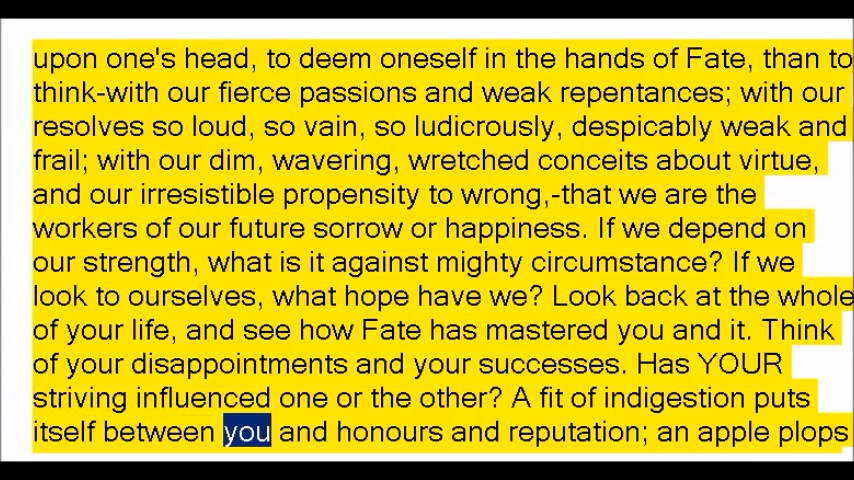 upon one's head, to deem oneself in the hands of Fate, than to
think-with our fierce passions and weak repentances; with our
resolves so loud, so vain, so ludicrously, despicably weak and
frail; with our dim, wavering, wretched conceits about virtue,
and our irresistible propensity to wrong,-that we are the
workers of our future sorrow or happiness. If we depend on
our strength, what is it against mighty circumstance? If we
look to ourselves, what hope have we? Look back at the whole
of your life, and see how Fate has mastered you and it. Think
of your disappointments and your successes. Has YOUR
striving influenced one or the other? A fit of indigestion puts
itself between you and honours and reputation; an apple plops